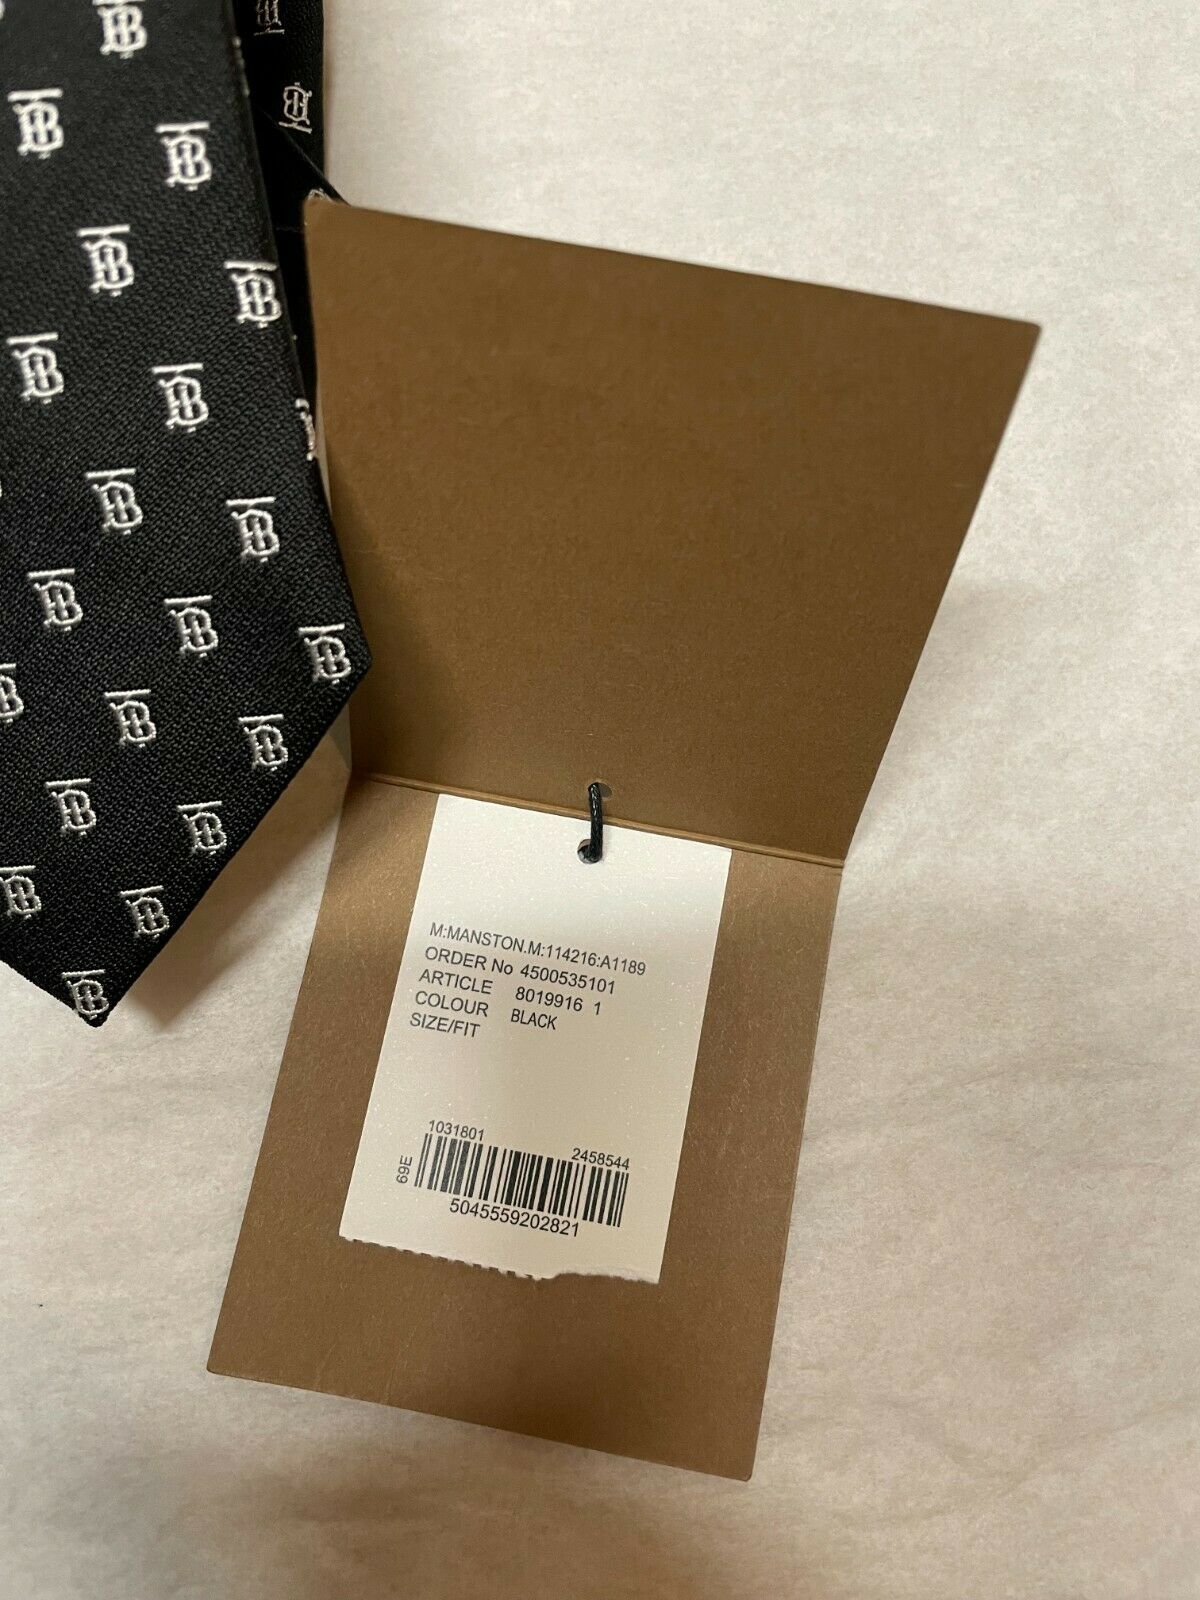 M:MANSTON.M:114216:A1189
ORDER No 4500535101
ARTICLE 8019916 1
COLOUR BLACK
SIZE/FIT
1031801
2458544
69E
5045559202821